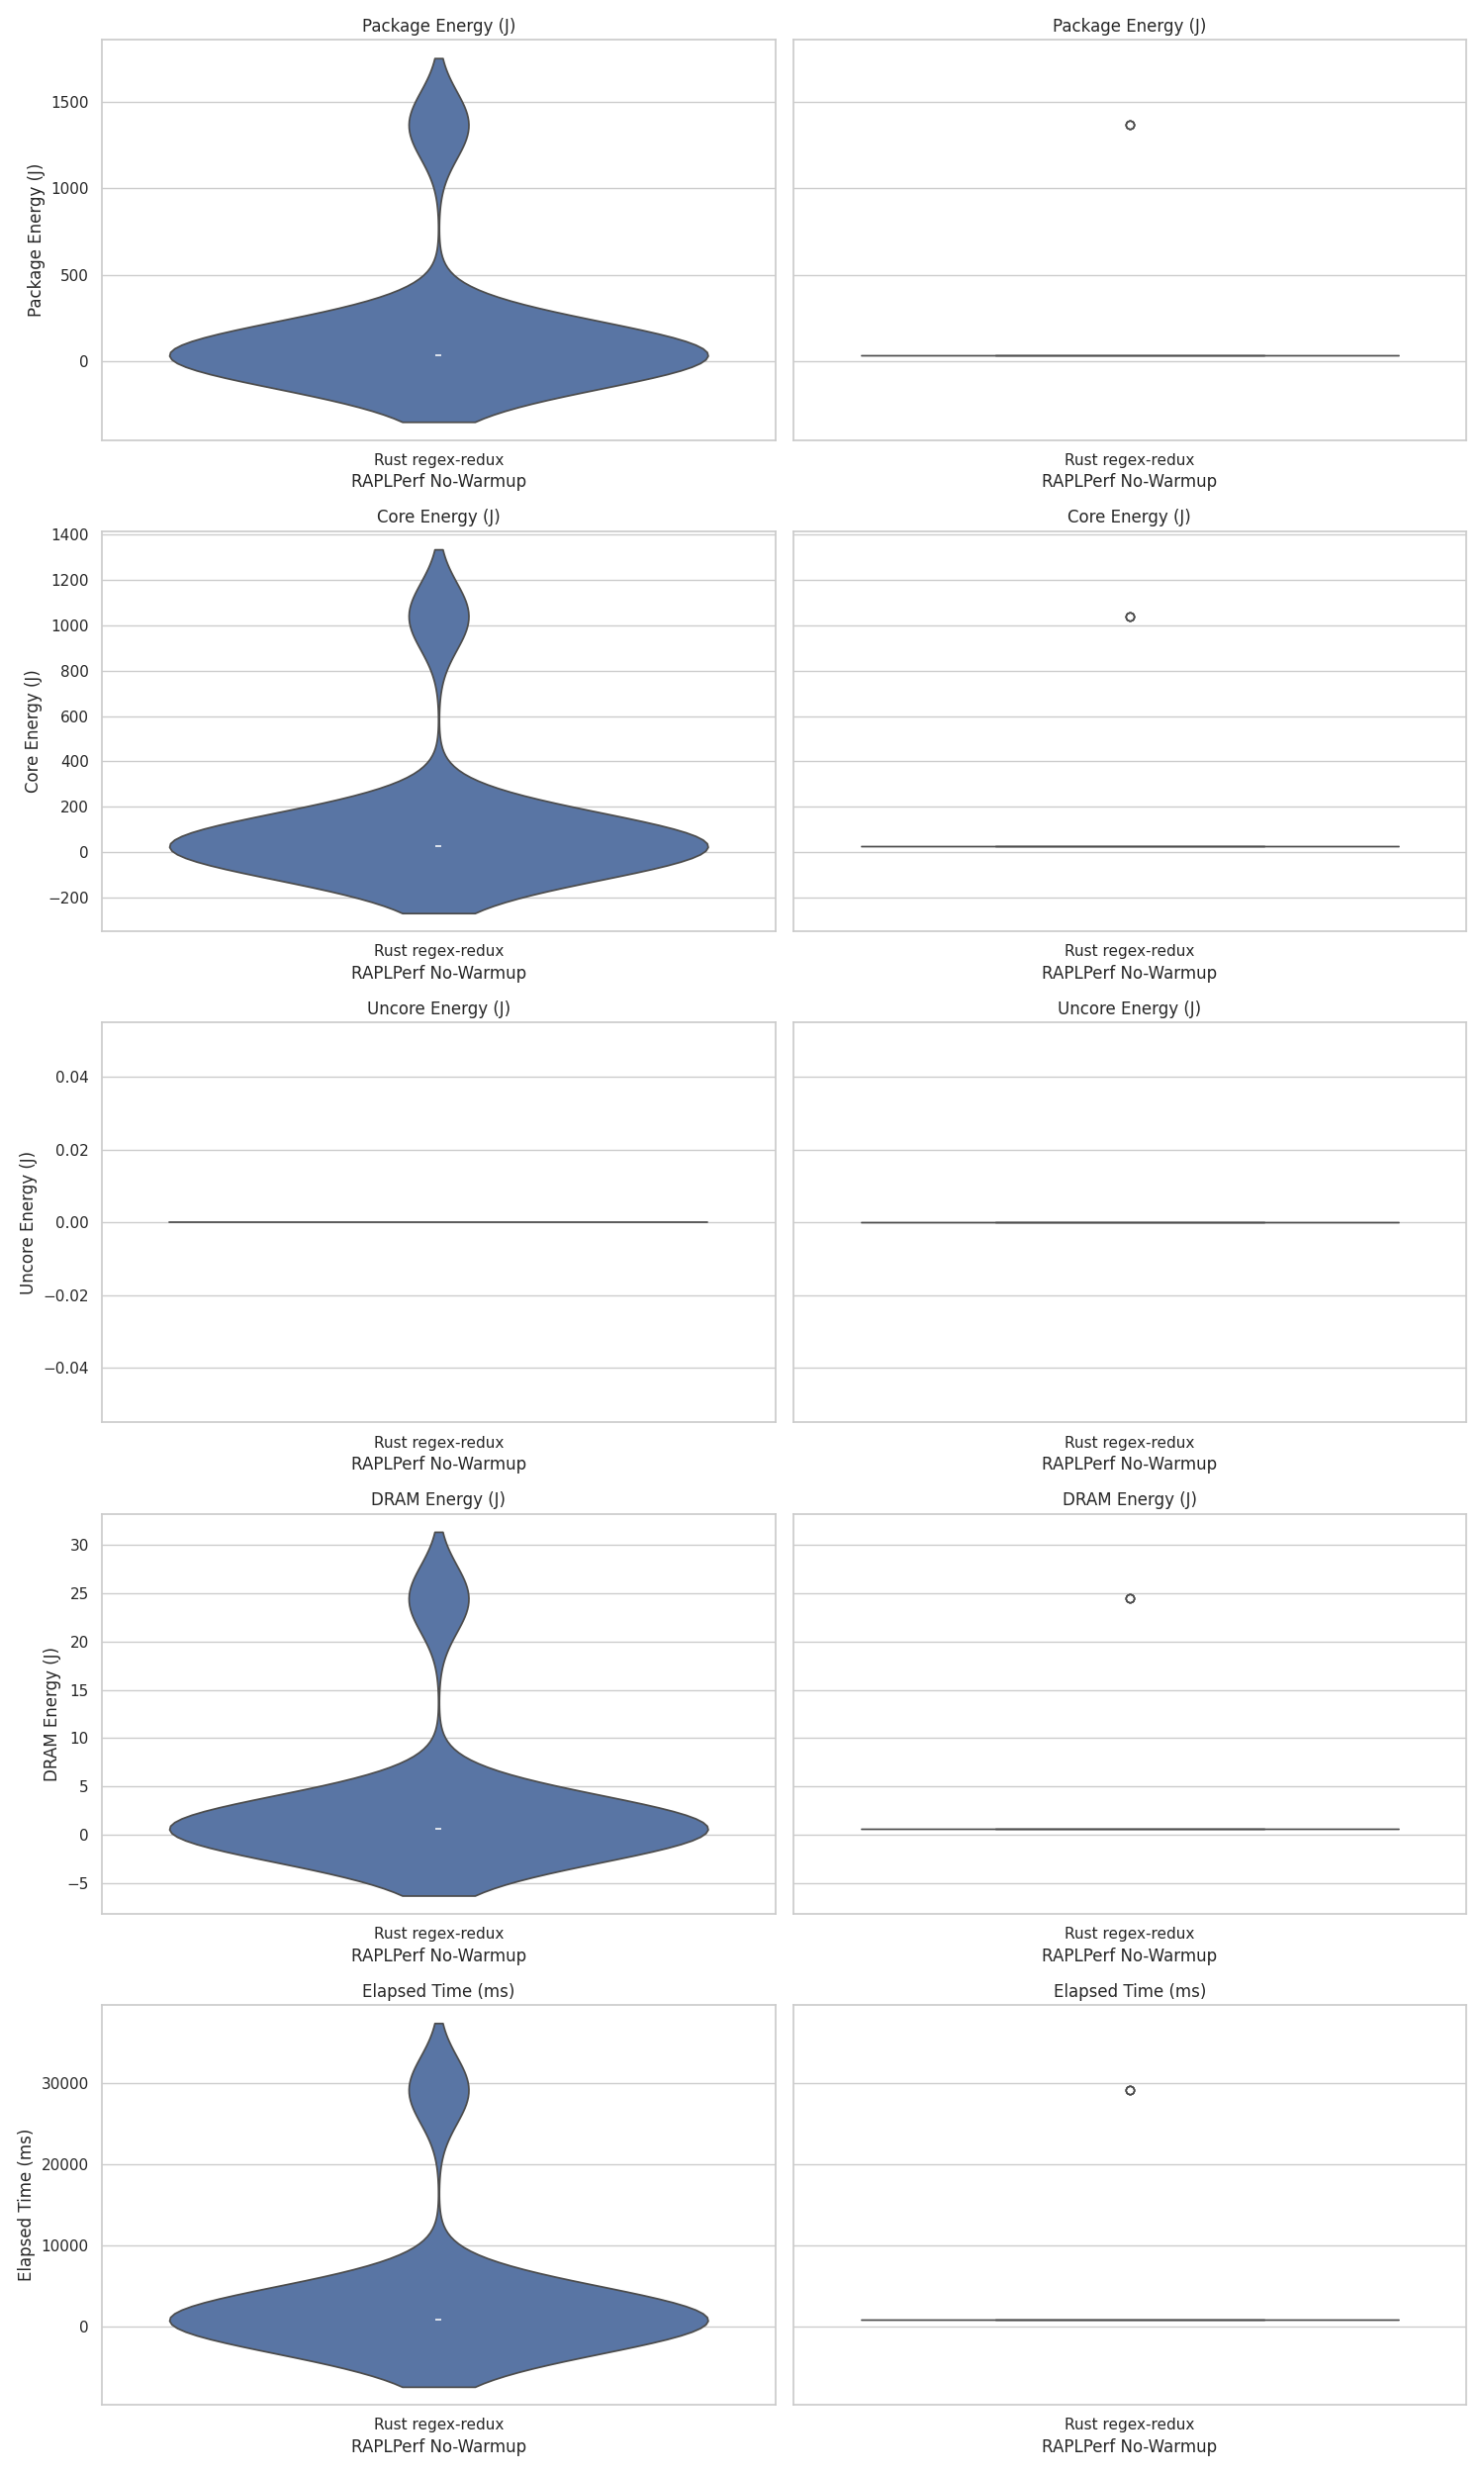 Package Energy (J)
Package Energy (J)
Package Energy (J)
1500
1000
500
0
Rust regex-redux
RAPLPerf No-Warmup
Rust regex-redux
RAPLPerf No-Warmup
Core Energy (J)
Core Energy (J)
Core Energy (J)
1400
1200
1000
800
600
400
200
0
−200
Rust regex-redux
RAPLPerf No-Warmup
Rust regex-redux
RAPLPerf No-Warmup
Uncore Energy (J)
Uncore Energy (J)
Uncore Energy (J)
0.04
0.02
0.00
−0.02
−0.04
Rust regex-redux
RAPLPerf No-Warmup
Rust regex-redux
RAPLPerf No-Warmup
DRAM Energy (J)
DRAM Energy (J)
DRAM Energy (J)
30
25
20
15
10
5
0
−5
Rust regex-redux
RAPLPerf No-Warmup
Rust regex-redux
RAPLPerf No-Warmup
Elapsed Time (ms)
Elapsed Time (ms)
Elapsed Time (ms)
30000
20000
10000
0
Rust regex-redux
RAPLPerf No-Warmup
Rust regex-redux
RAPLPerf No-Warmup